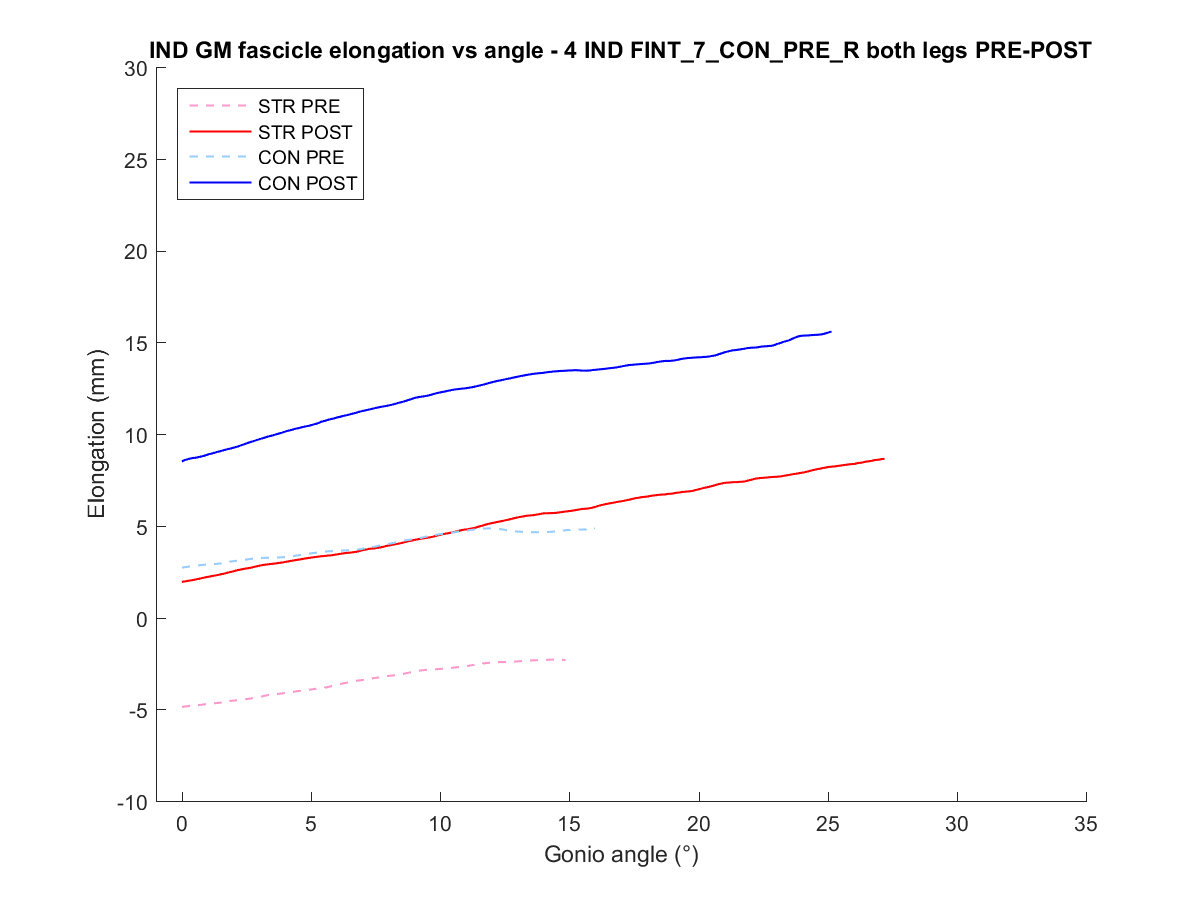 IND GM fascicle elongation vs angle - 4 IND FINT_7_CON_PRE_R both legs PRE-POST
30
25
20
15
10
5
0
-5
-10
STR PRE
STR POST
CON PRE
CON POST
Elongation (mm)
0 5 10 15 20 25 30 35
Gonio angle (°)